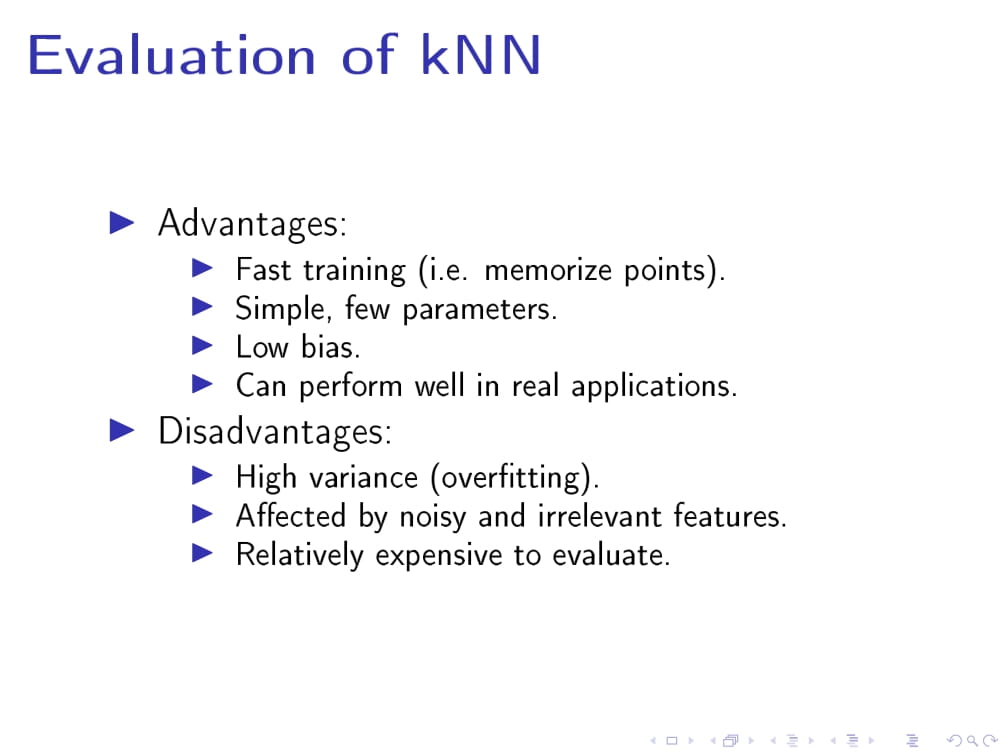 Evaluation of kNN
Advantages:
Fast training (i.e. memorize points).
Simple, few parameters.
Low bias.
Can perform well in real applications.
Disadvantages:
High variance (overfitting).
Affected by noisy and irrelevant features.
Relatively expensive to evaluate.